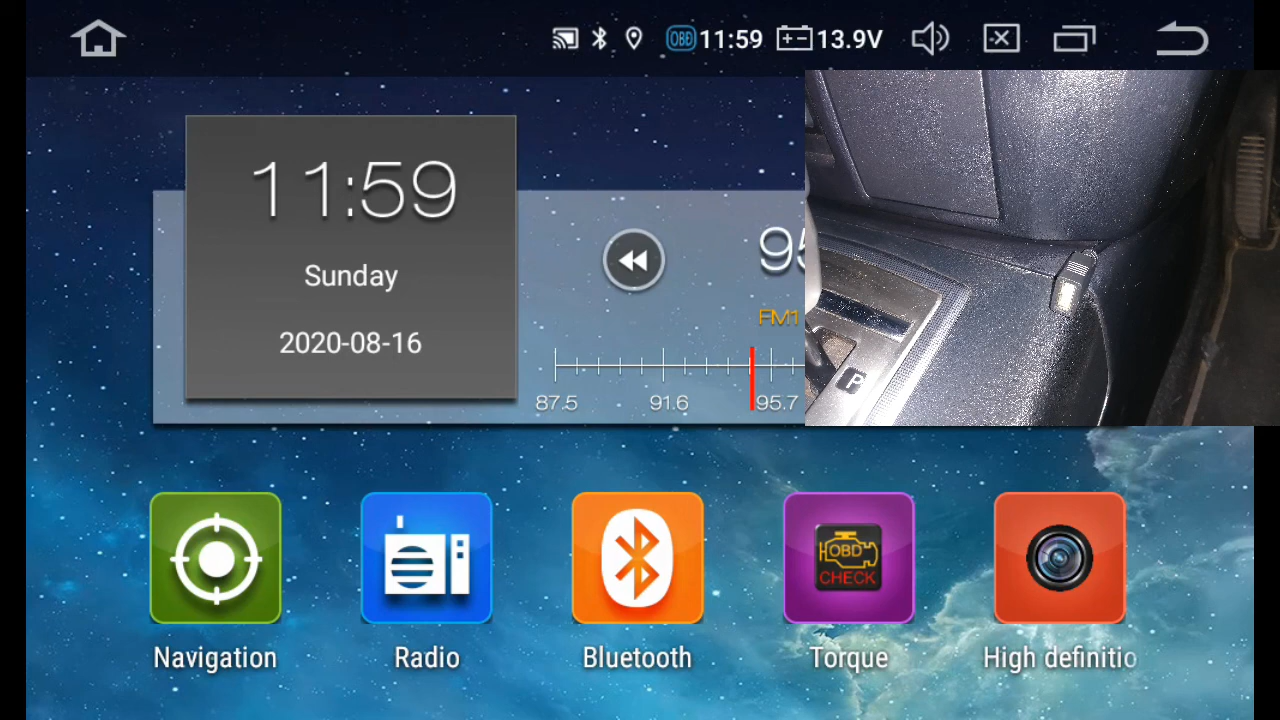 OBD 11:59 13.9V
11:59
Sunday
2020-08-16
FM1
87.5 91.6 95.7
P
OBD
CHECK
Navigation Radio Bluetooth Torque High definitio